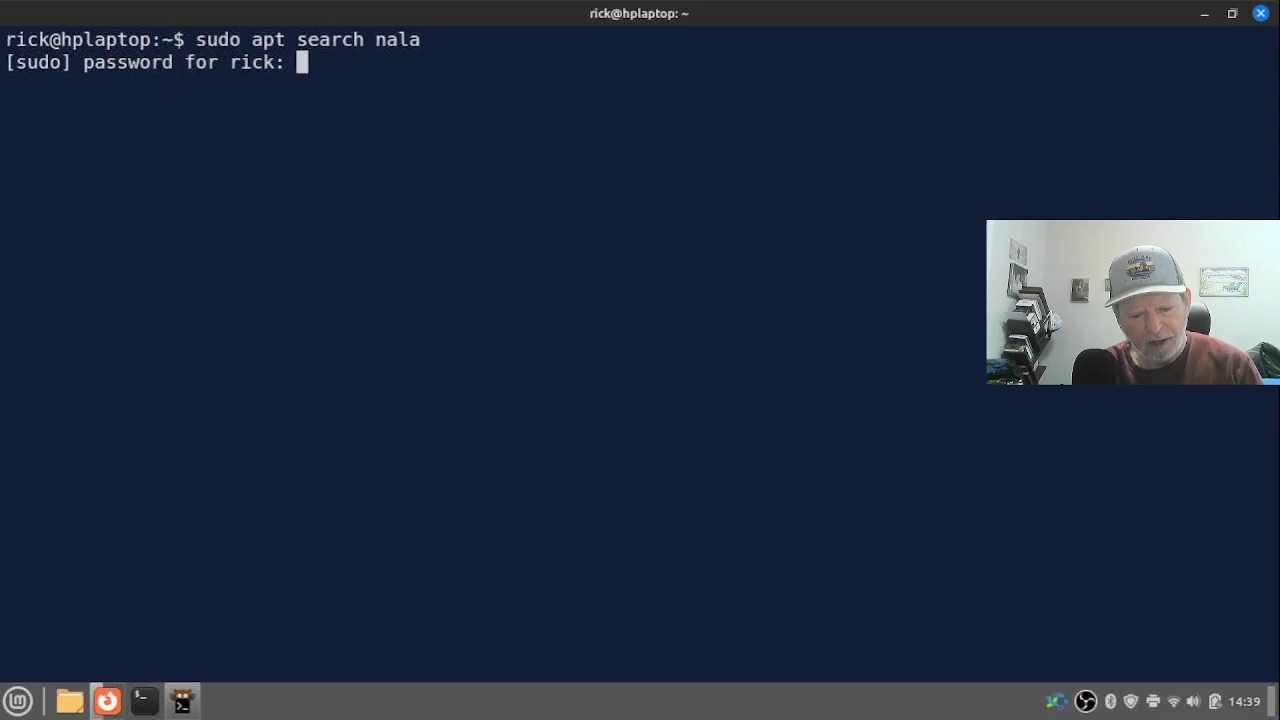 rick@hplaptop: ~
rick@hplaptop:~$ sudo apt search nala
[sudo] password for rick:
14:39